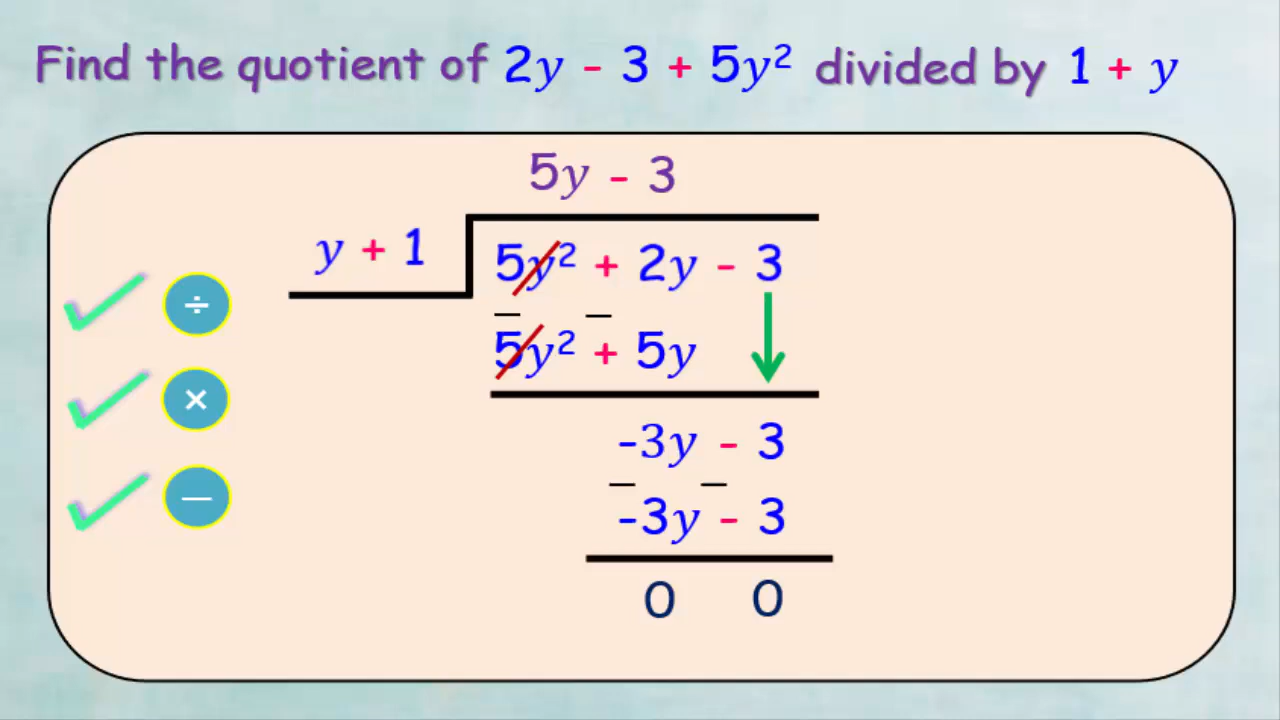 Find the quotient of 2y - 3 + 5y² divided by 1 + y
5y - 3
y + 1
5y² + 2y - 3
÷
− −
5y² + 5y
×
-3y - 3
− −
—
-3y - 3
0 0